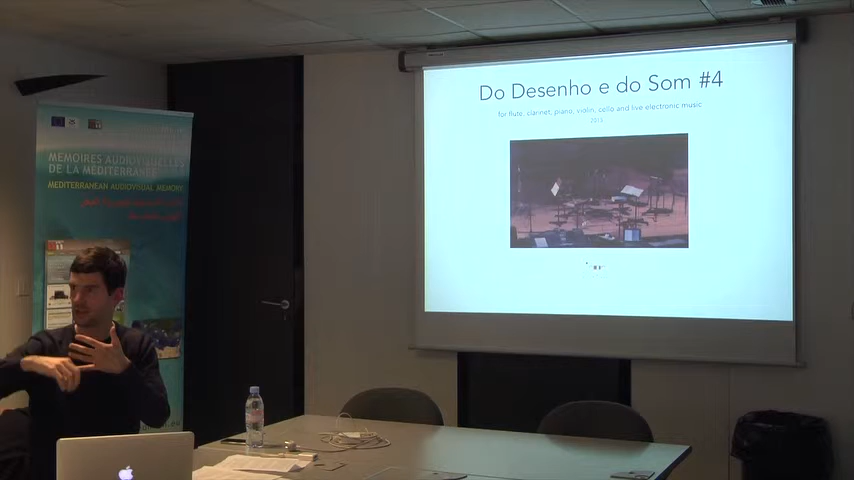 Do Desenho e do Som #4
for flute, clarinet, piano, violin, cello and live electronic music
2015
MEMOIRES AUDIOVISUELLES
DE LA MÉDITERRANÉE
MEDITERRANEAN AUDIOVISUAL MEMORY